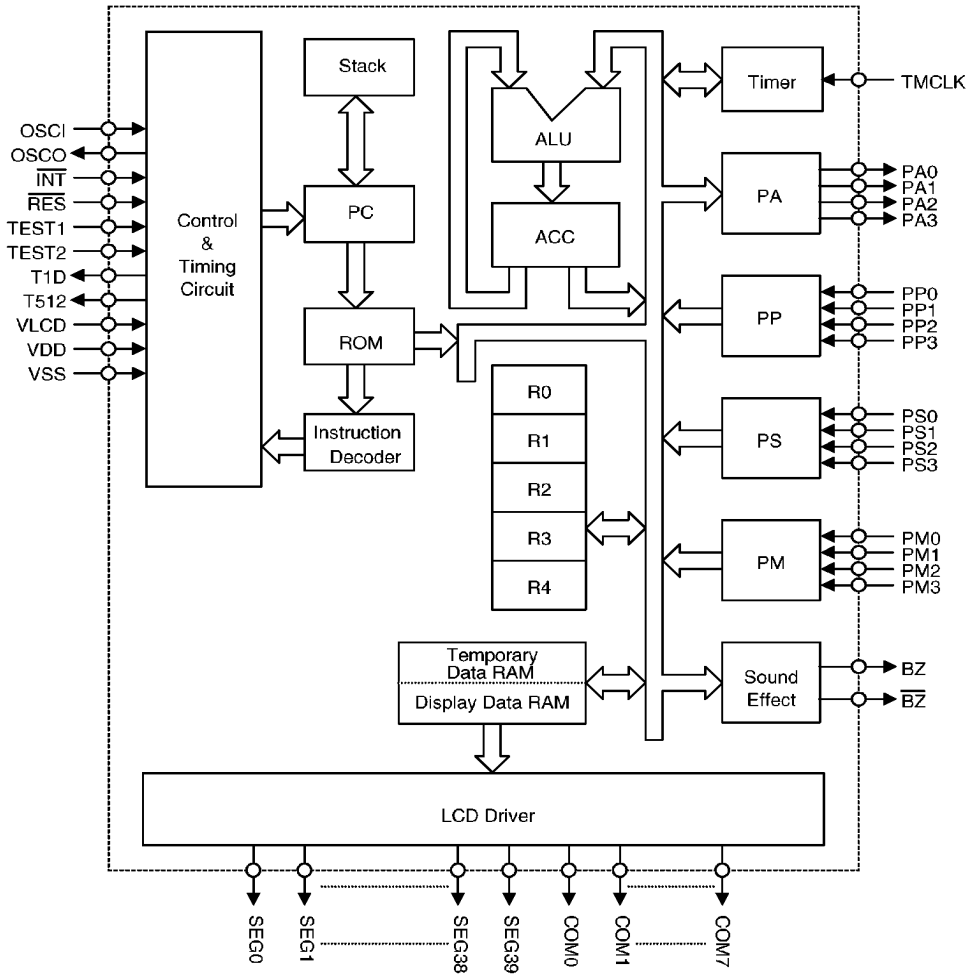 Stack
Timer
TMCLK
ALU
OSCI
OSCO
I̅N̅T̅
R̅E̅S̅
TEST1
TEST2
T1D
T512
VLCD
VDD
VSS
Control
&
Timing
Circuit
PC
ACC
PA
PA0
PA1
PA2
PA3
ROM
PP
PP0
PP1
PP2
PP3
Instruction
Decoder
R0
R1
R2
R3
R4
PS
PS0
PS1
PS2
PS3
PM
PM0
PM1
PM2
PM3
Temporary
Data RAM
Display Data RAM
Sound
Effect
BZ
B̅Z̅
LCD Driver
SEG0
SEG1
SEG38
SEG39
COM0
COM1
COM7